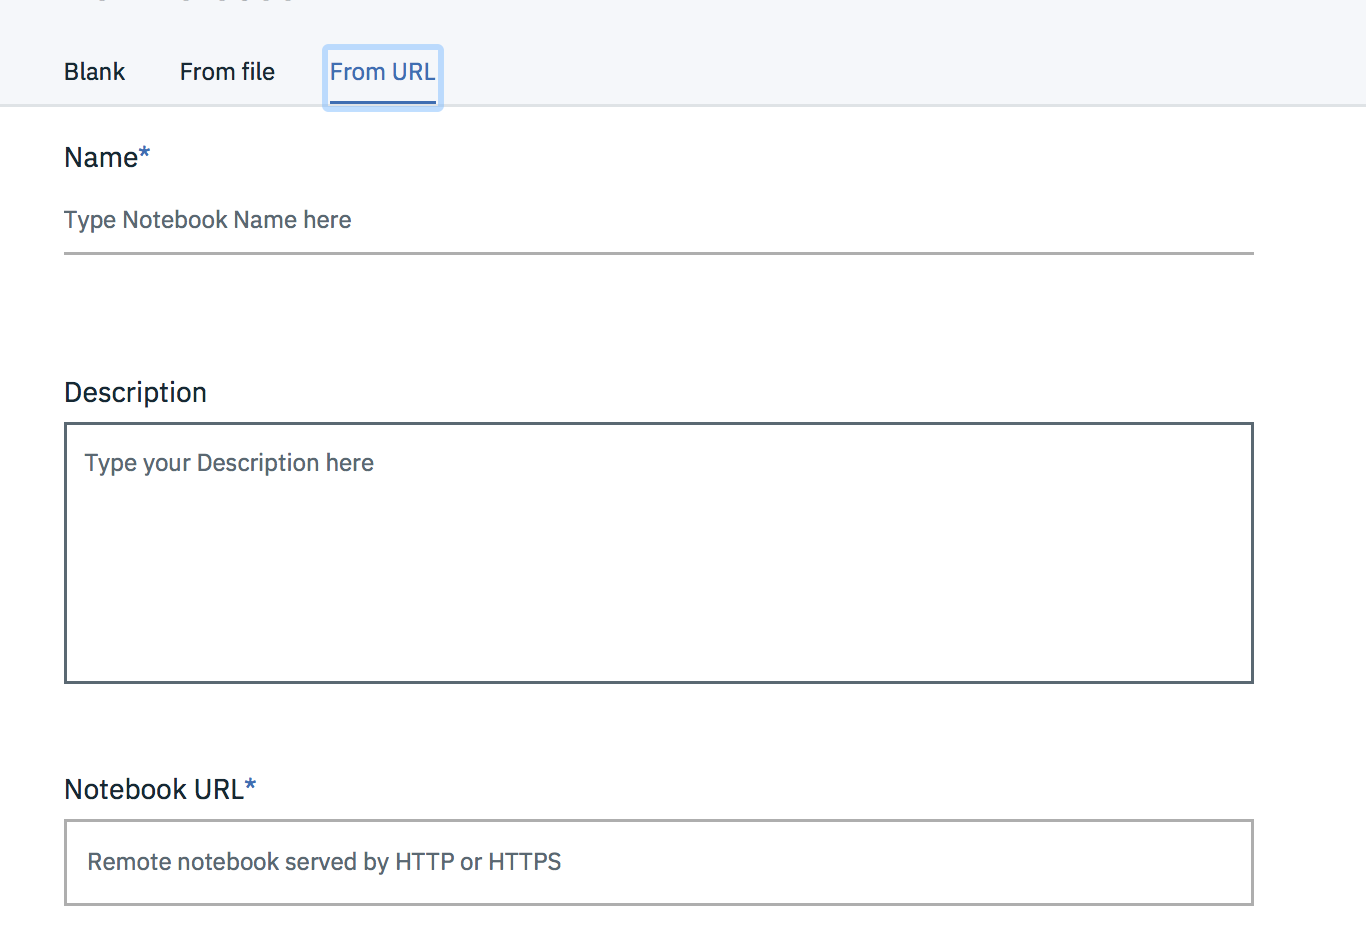 Blank From file From URL
Name*
Type Notebook Name here
Description
Type your Description here
Notebook URL*
Remote notebook served by HTTP or HTTPS